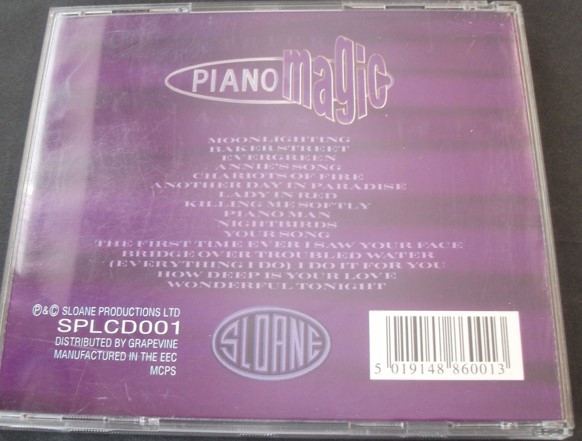 PIANO magic
MOONLIGHTING
BAKER STREET
EVERGREEN
ANNIE'S SONG
CHARIOTS OF FIRE
ANOTHER DAY IN PARADISE
LADY IN RED
KILLING ME SOFTLY
PIANO MAN
NIGHTBIRDS
YOUR SONG
THE FIRST TIME EVER I SAW YOUR FACE
BRIDGE OVER TROUBLED WATER
(EVERYTHING I DO) I DO IT FOR YOU
HOW DEEP IS YOUR LOVE
WONDERFUL TONIGHT
℗&© SLOANE PRODUCTIONS LTD
SPLCD001
DISTRIBUTED BY GRAPEVINE
MANUFACTURED IN THE EEC
MCPS
SLOANE
5 019148 860013